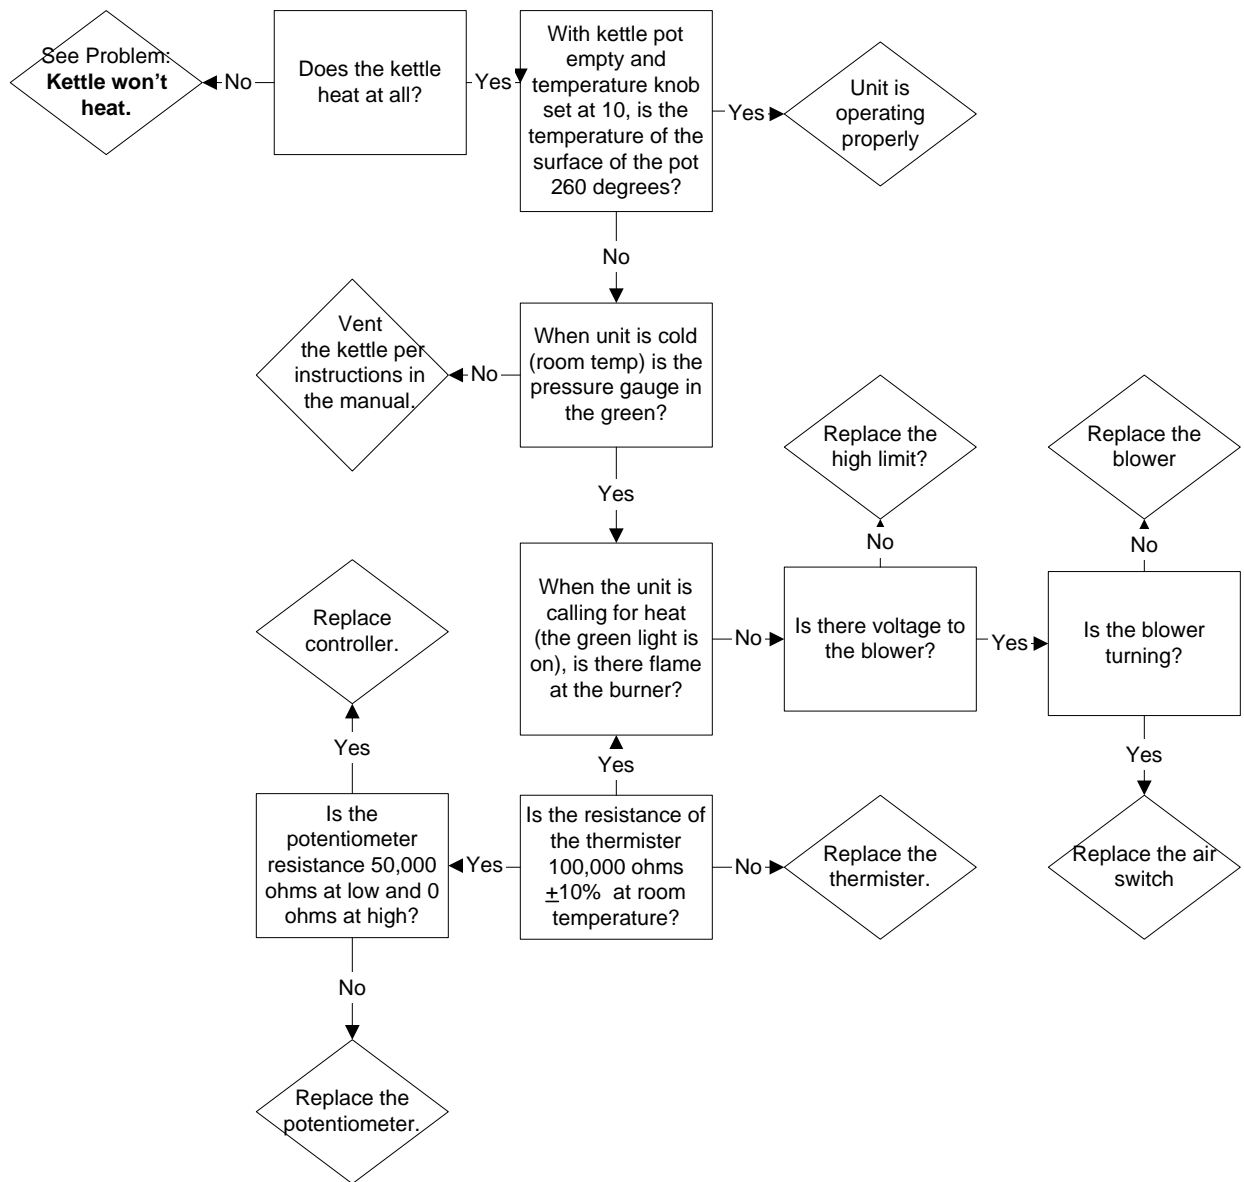 See Problem:
Kettle won't
heat.
No
Does the kettle
heat at all?
Yes
With kettle pot
empty and
temperature knob
set at 10, is the
temperature of the
surface of the pot
260 degrees?
Yes
Unit is
operating
properly
No
Vent
the kettle per
instructions in
the manual.
No
When unit is cold
(room temp) is the
pressure gauge in
the green?
Yes
Replace the
high limit?
Replace the
blower
No
No
Replace
controller.
When the unit is
calling for heat
(the green light is
on), is there flame
at the burner?
No
Is there voltage to
the blower?
Yes
Is the blower
turning?
Yes
Yes
Yes
Is the
potentiometer
resistance 50,000
ohms at low and 0
ohms at high?
Yes
Is the resistance of
the thermister
100,000 ohms
±10% at room
temperature?
No
Replace the
thermister.
Replace the air
switch
No
Replace the
potentiometer.